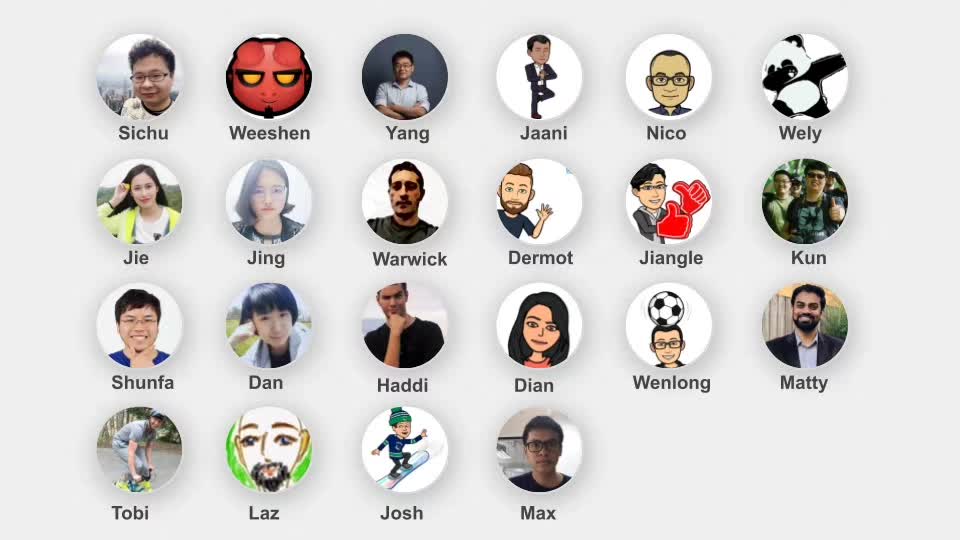 Sichu Weeshen Yang Jaani Nico Wely
Jie Jing Warwick Dermot Jiangle Kun
Shunfa Dan Haddi Dian Wenlong Matty
Tobi Laz Josh Max